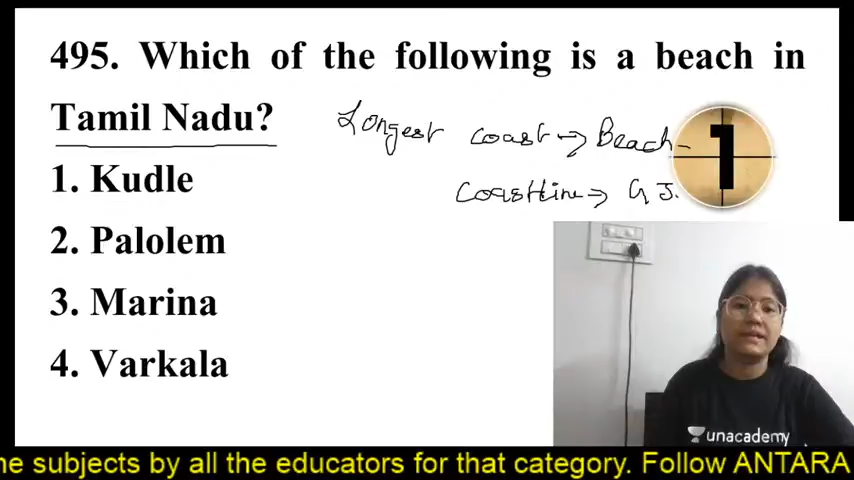 495. Which of the following is a beach in
Tamil Nadu?
Longest coast → Beach -
coastline → GJ.
1
1. Kudle
2. Palolem
3. Marina
4. Varkala
unacademy
he subjects by all the educators for that category. Follow ANTARA